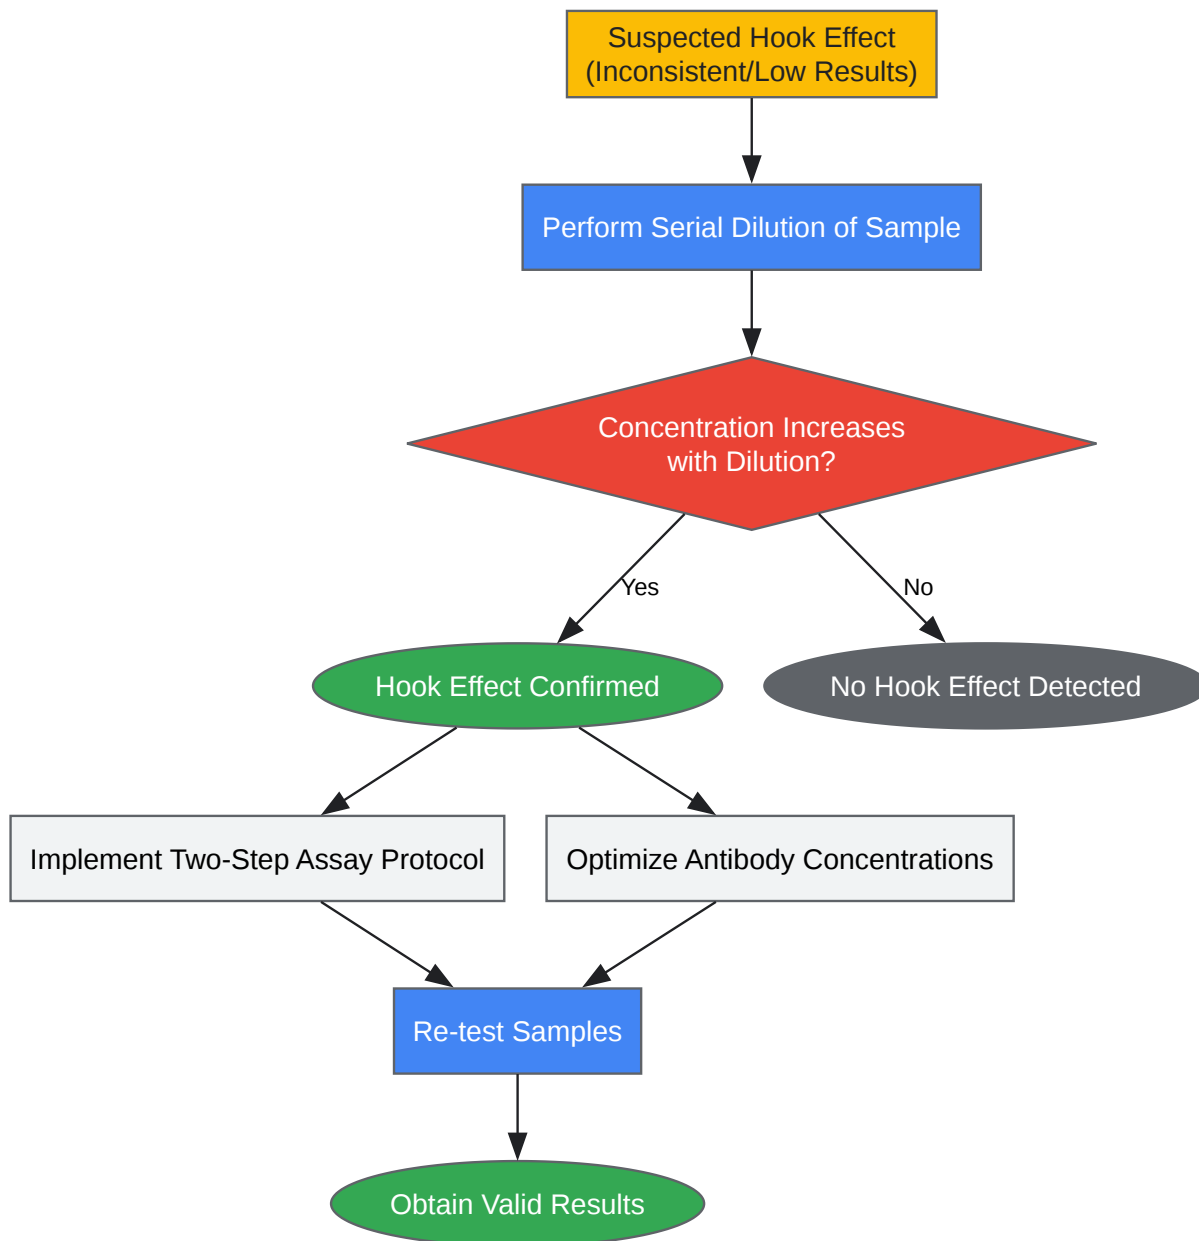 Suspected Hook Effect
(Inconsistent/Low Results)
Perform Serial Dilution of Sample
Concentration Increases
with Dilution?
Yes
No
Hook Effect Confirmed
No Hook Effect Detected
Implement Two-Step Assay Protocol
Optimize Antibody Concentrations
Re-test Samples
Obtain Valid Results